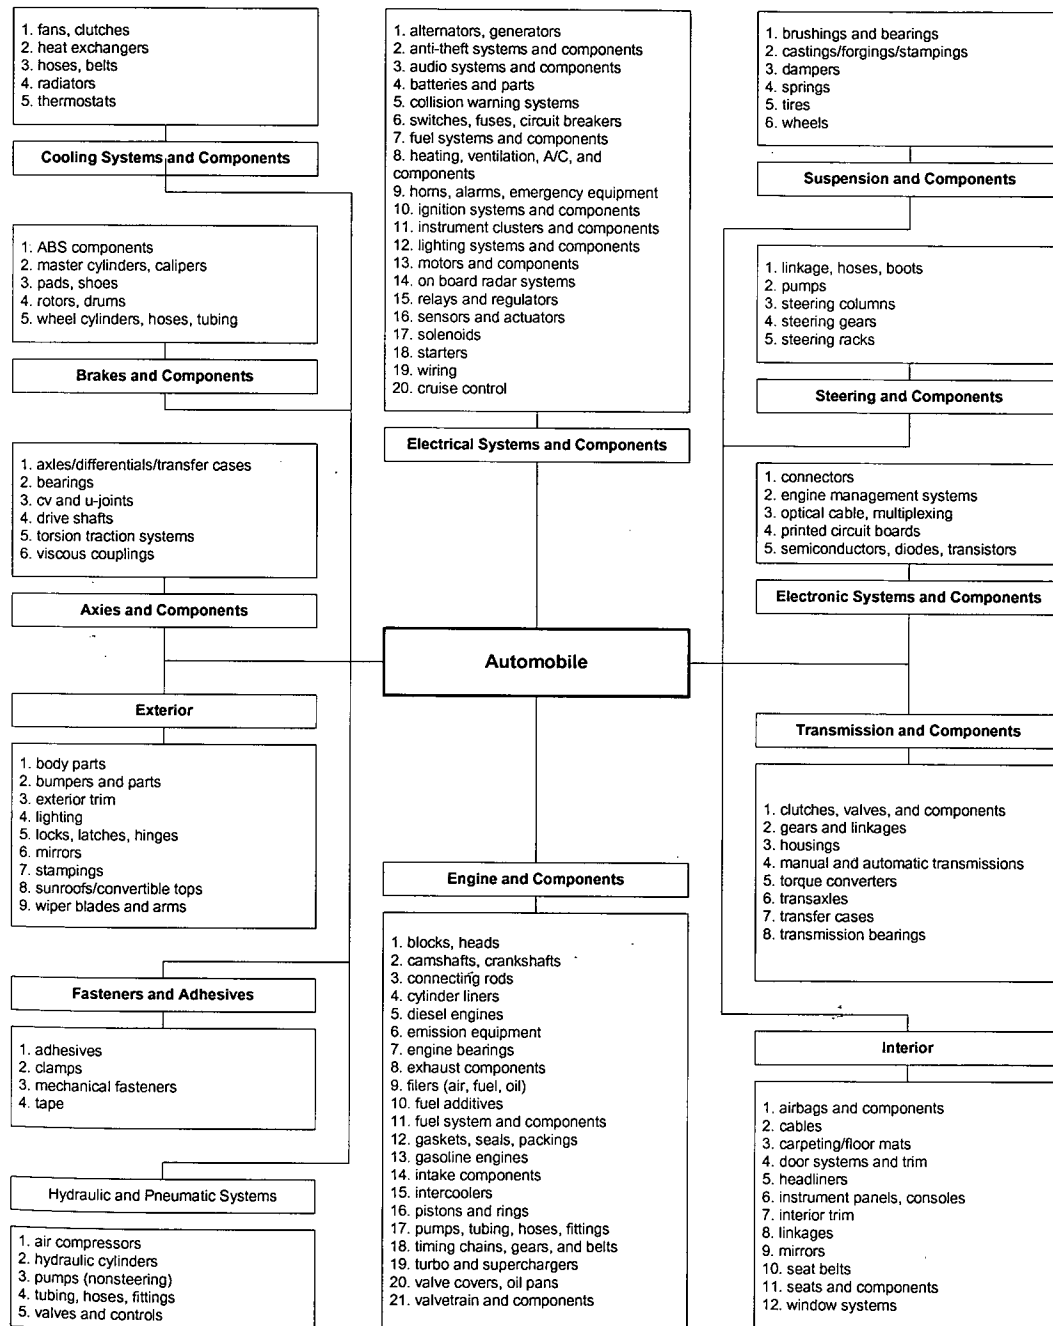 1. fans, clutches
2. heat exchangers
3. hoses, belts
4. radiators
5. thermostats
Cooling Systems and Components
1. ABS components
2. master cylinders, calipers
3. pads, shoes
4. rotors, drums
5. wheel cylinders, hoses, tubing
Brakes and Components
1. axles/differentials/transfer cases
2. bearings
3. cv and u-joints
4. drive shafts
5. torsion traction systems
6. viscous couplings
Axies and Components
Exterior
1. body parts
2. bumpers and parts
3. exterior trim
4. lighting
5. locks, latches, hinges
6. mirrors
7. stampings
8. sunroofs/convertible tops
9. wiper blades and arms
Fasteners and Adhesives
1. adhesives
2. clamps
3. mechanical fasteners
4. tape
Hydraulic and Pneumatic Systems
1. air compressors
2. hydraulic cylinders
3. pumps (nonsteering)
4. tubing, hoses, fittings
5. valves and controls
1. alternators, generators
2. anti-theft systems and components
3. audio systems and components
4. batteries and parts
5. collision warning systems
6. switches, fuses, circuit breakers
7. fuel systems and components
8. heating, ventilation, A/C, and
components
9. horns, alarms, emergency equipment
10. ignition systems and components
11. instrument clusters and components
12. lighting systems and components
13. motors and components
14. on board radar systems
15. relays and regulators
16. sensors and actuators
17. solenoids
18. starters
19. wiring
20. cruise control
Electrical Systems and Components
Automobile
Engine and Components
1. blocks, heads
2. camshafts, crankshafts
3. connecting rods
4. cylinder liners
5. diesel engines
6. emission equipment
7. engine bearings
8. exhaust components
9. filers (air, fuel, oil)
10. fuel additives
11. fuel system and components
12. gaskets, seals, packings
13. gasoline engines
14. intake components
15. intercoolers
16. pistons and rings
17. pumps, tubing, hoses, fittings
18. timing chains, gears, and belts
19. turbo and superchargers
20. valve covers, oil pans
21. valvetrain and components
1. brushings and bearings
2. castings/forgings/stampings
3. dampers
4. springs
5. tires
6. wheels
Suspension and Components
1. linkage, hoses, boots
2. pumps
3. steering columns
4. steering gears
5. steering racks
Steering and Components
1. connectors
2. engine management systems
3. optical cable, multiplexing
4. printed circuit boards
5. semiconductors, diodes, transistors
Electronic Systems and Components
Transmission and Components
1. clutches, valves, and components
2. gears and linkages
3. housings
4. manual and automatic transmissions
5. torque converters
6. transaxles
7. transfer cases
8. transmission bearings
Interior
1. airbags and components
2. cables
3. carpeting/floor mats
4. door systems and trim
5. headliners
6. instrument panels, consoles
7. interior trim
8. linkages
9. mirrors
10. seat belts
11. seats and components
12. window systems